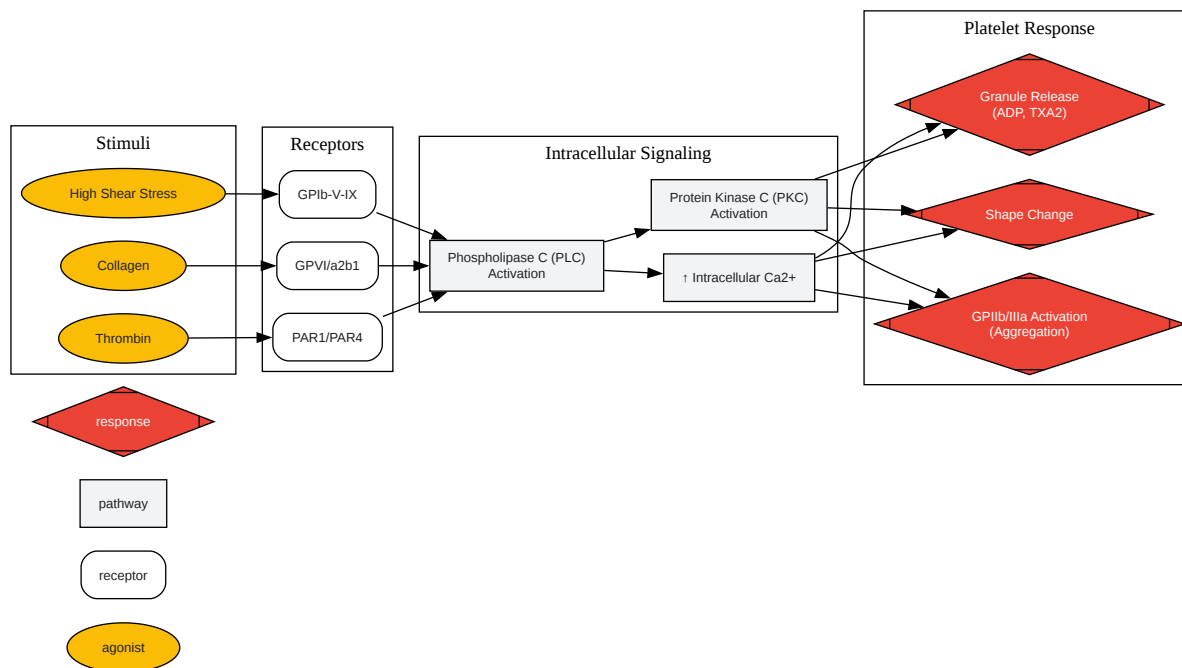 Stimuli
High Shear Stress
Collagen
Thrombin
Receptors
GPIb-V-IX
GPVI/a2b1
PAR1/PAR4
Intracellular Signaling
Phospholipase C (PLC)
Activation
Protein Kinase C (PKC)
Activation
↑ Intracellular Ca2+
Platelet Response
Granule Release
(ADP, TXA2)
Shape Change
GPIIb/IIIa Activation
(Aggregation)
response
pathway
receptor
agonist